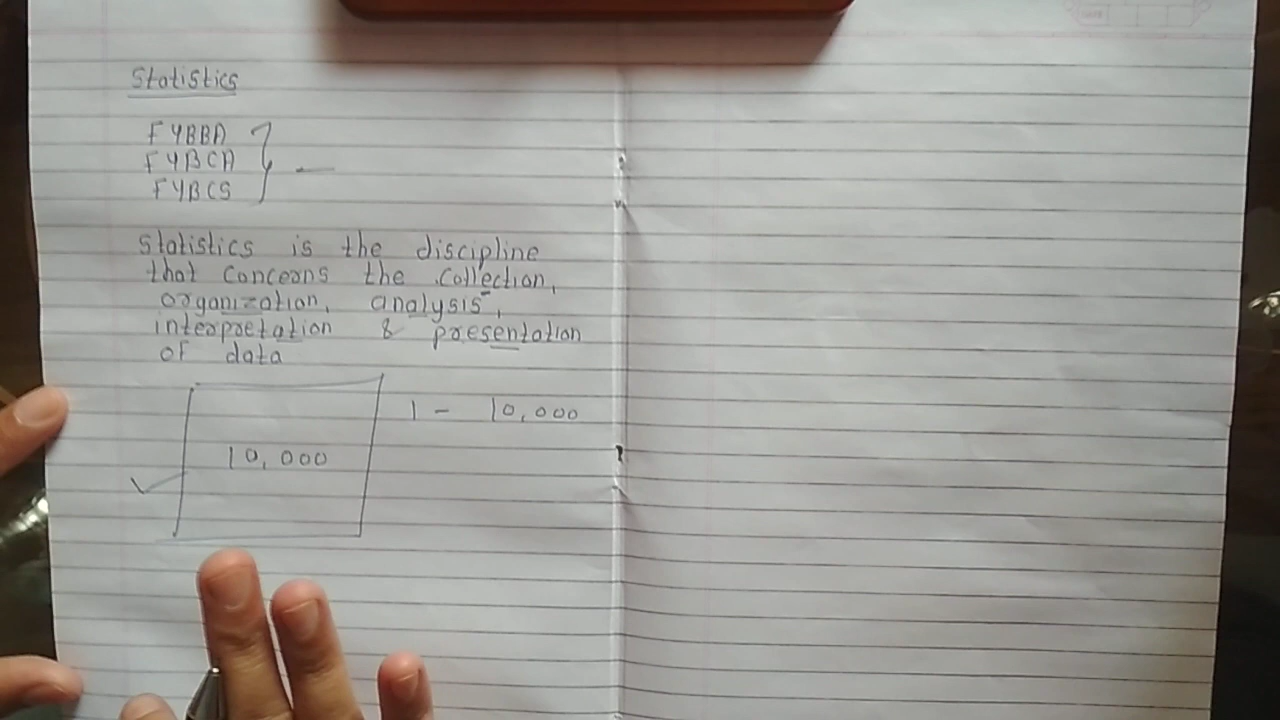 Statistics
FYBBA
FYBCA
FYBCS
Statistics is the discipline
that concerns the collection,
organization, analysis,
interpretation & presentation
of data
1 - 10,000
10,000